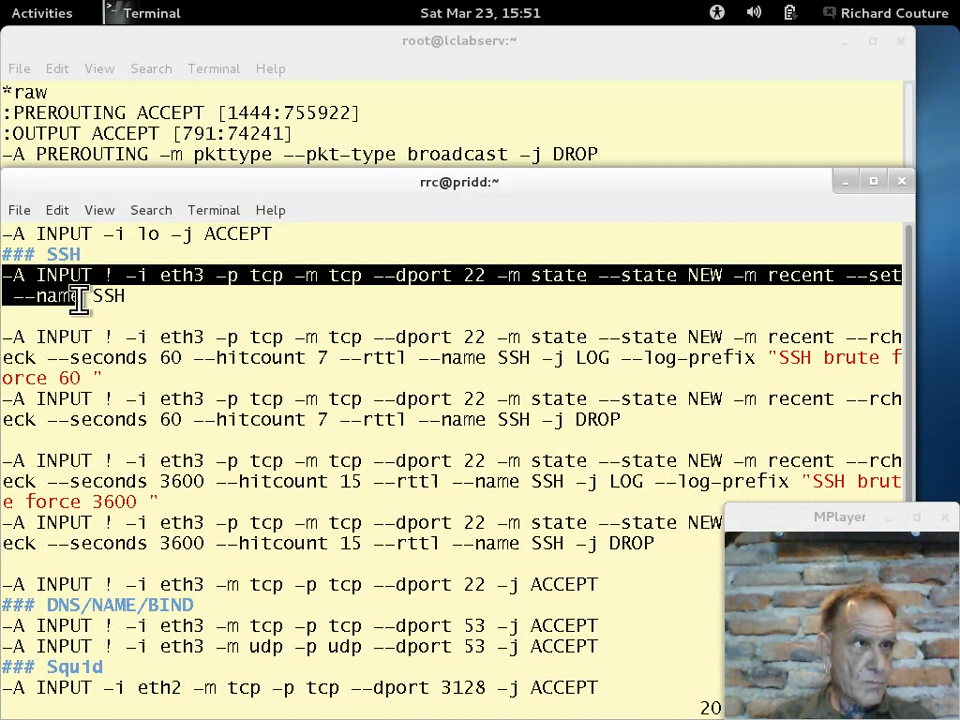 Activities Terminal Sat Mar 23, 15:51 Richard Couture
root@lclabserv:~
File Edit View Search Terminal Help
*raw
:PREROUTING ACCEPT [1444:755922]
:OUTPUT ACCEPT [791:74241]
-A PREROUTING -m pkttype --pkt-type broadcast -j DROP
rrc@pridd:~
File Edit View Search Terminal Help
-A INPUT -i lo -j ACCEPT
### SSH
-A INPUT ! -i eth3 -p tcp -m tcp --dport 22 -m state --state NEW -m recent --set
--name SSH
-A INPUT ! -i eth3 -p tcp -m tcp --dport 22 -m state --state NEW -m recent --rch
eck --seconds 60 --hitcount 7 --rttl --name SSH -j LOG --log-prefix "SSH brute f
orce 60 "
-A INPUT ! -i eth3 -p tcp -m tcp --dport 22 -m state --state NEW -m recent --rch
eck --seconds 60 --hitcount 7 --rttl --name SSH -j DROP
-A INPUT ! -i eth3 -p tcp -m tcp --dport 22 -m state --state NEW -m recent --rch
eck --seconds 3600 --hitcount 15 --rttl --name SSH -j LOG --log-prefix "SSH brut
e force 3600 "
-A INPUT ! -i eth3 -p tcp -m tcp --dport 22 -m state --state NEW
eck --seconds 3600 --hitcount 15 --rttl --name SSH -j DROP
-A INPUT ! -i eth3 -m tcp -p tcp --dport 22 -j ACCEPT
### DNS/NAME/BIND
-A INPUT ! -i eth3 -m tcp -p tcp --dport 53 -j ACCEPT
-A INPUT ! -i eth3 -m udp -p udp --dport 53 -j ACCEPT
### Squid
-A INPUT -i eth2 -m tcp -p tcp --dport 3128 -j ACCEPT
20
MPlayer